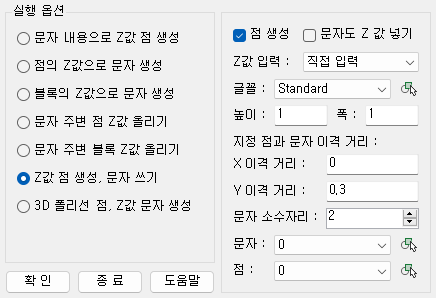 실행 옵션
문자 내용으로 Z값 점 생성
점의 Z값으로 문자 생성
블록의 Z값으로 문자 생성
문자 주변 점 Z값 올리기
문자 주변 블록 Z값 올리기
Z값 점 생성, 문자 쓰기
3D 폴리선 점, Z값 문자 생성
확 인 종 료 도움말
점 생성 문자도 Z 값 넣기
Z값 입력 : 직접 입력
글꼴 : Standard
높이 : 1 폭 : 1
지정 점과 문자 이격 거리 :
X 이격 거리 : 0
Y 이격 거리 : 0.3
문자 소수자리 : 2
문자 : 0
점 : 0